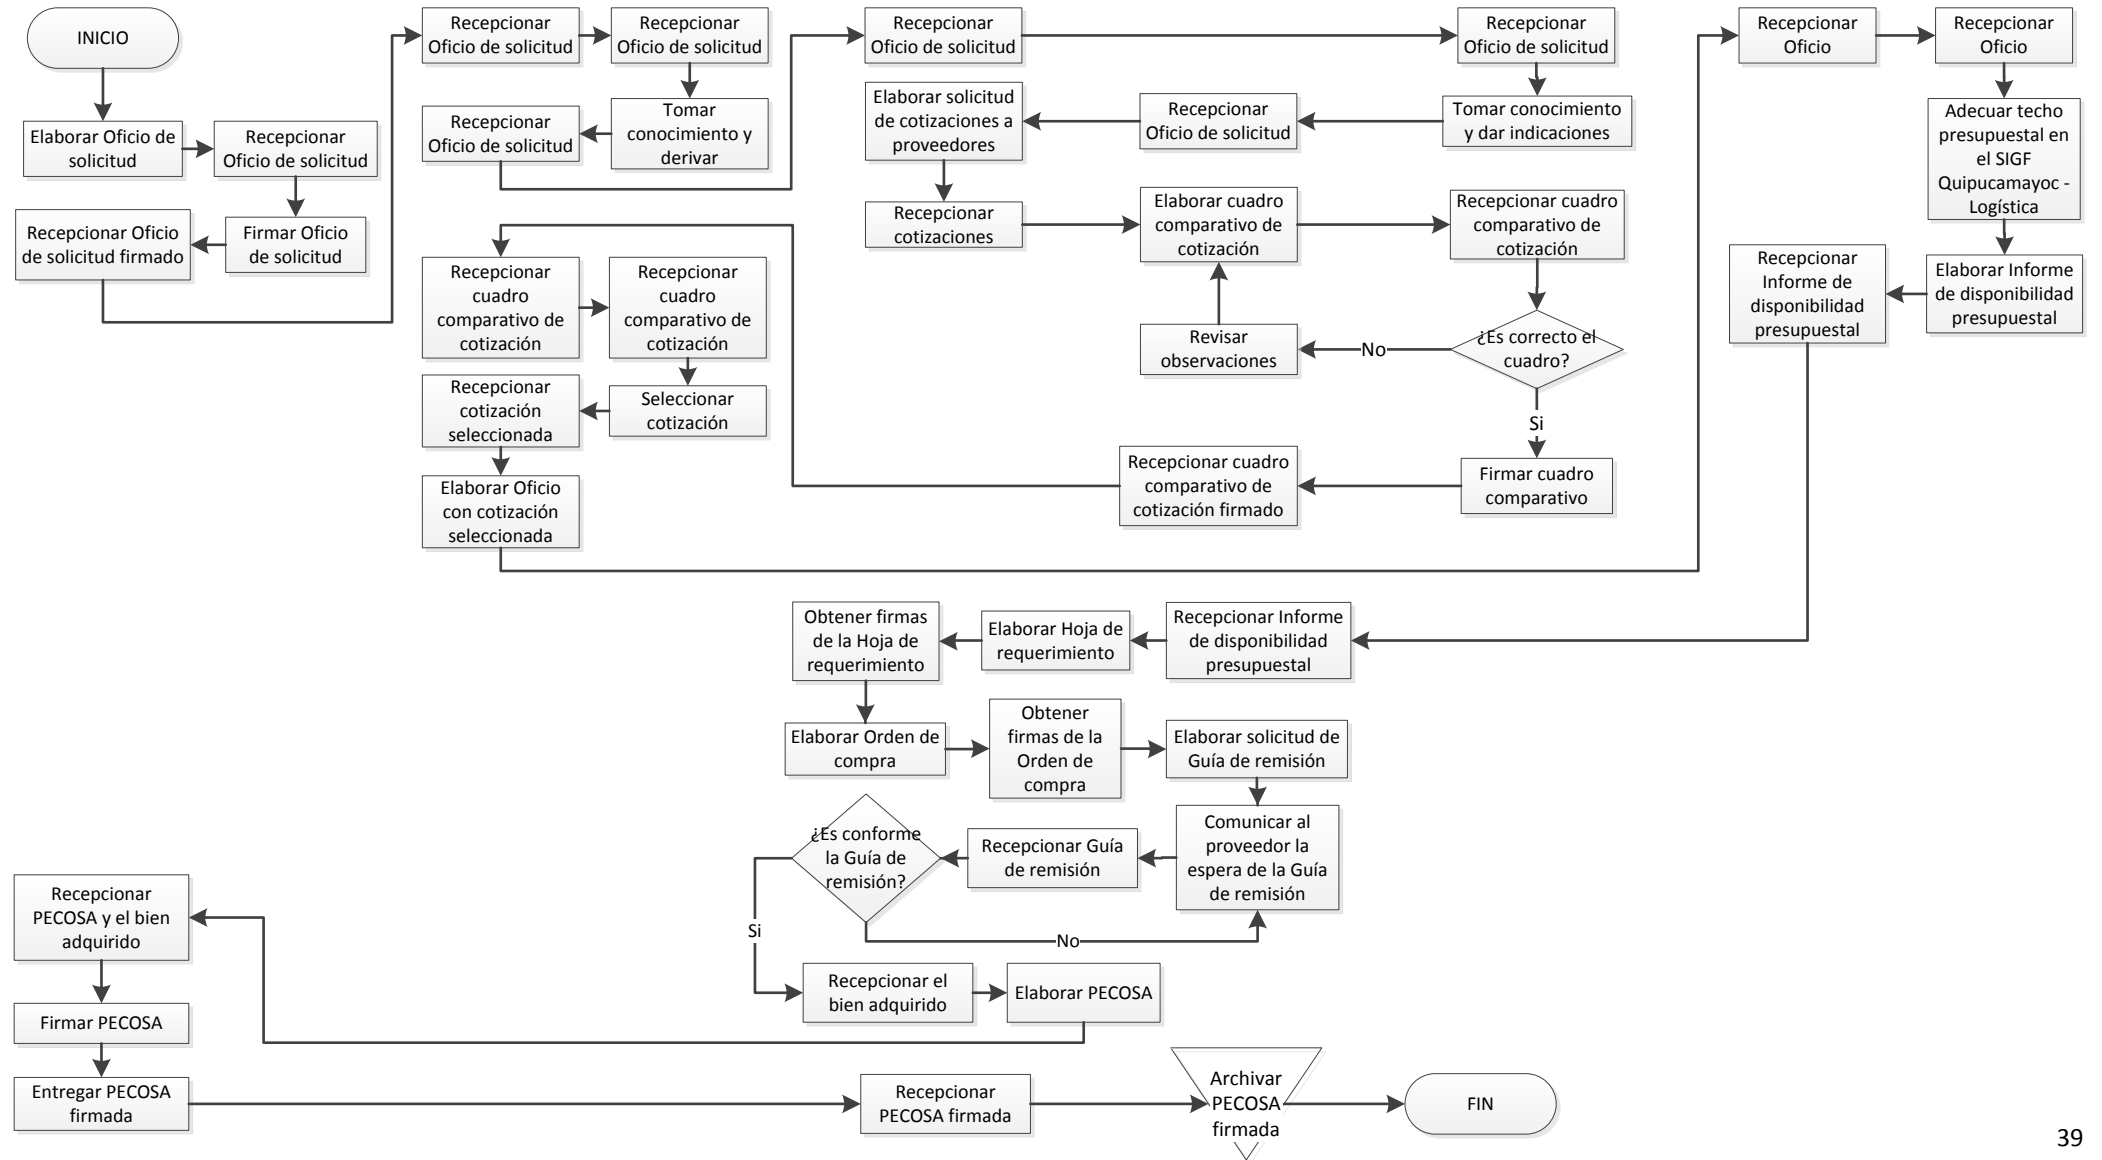 INICIO
Elaborar Oficio de
solicitud
Recepcionar
Oficio de solicitud
Firmar Oficio
de solicitud
Recepcionar Oficio
de solicitud firmado
Recepcionar
Oficio de solicitud
Recepcionar
Oficio de solicitud
Tomar
conocimiento y
derivar
Recepcionar
Oficio de solicitud
Recepcionar
Oficio de solicitud
Recepcionar
Oficio de solicitud
Tomar conocimiento
y dar indicaciones
Recepcionar
Oficio de solicitud
Elaborar solicitud
de cotizaciones a
proveedores
Recepcionar
cotizaciones
Elaborar cuadro
comparativo de
cotización
Recepcionar cuadro
comparativo de
cotización
¿Es correcto el
cuadro?
No
Revisar
observaciones
Si
Firmar cuadro
comparativo
Recepcionar cuadro
comparativo de
cotización firmado
Recepcionar
cuadro
comparativo de
cotización
Recepcionar
cuadro
comparativo de
cotización
Seleccionar
cotización
Recepcionar
cotización
seleccionada
Elaborar Oficio
con cotización
seleccionada
Recepcionar
Oficio
Recepcionar
Oficio
Adecuar techo
presupuestal en
el SIGF
Quipucamayoc -
Logística
Elaborar Informe
de disponibilidad
presupuestal
Recepcionar
Informe de
disponibilidad
presupuestal
Recepcionar Informe
de disponibilidad
presupuestal
Elaborar Hoja de
requerimiento
Obtener firmas
de la Hoja de
requerimiento
Elaborar Orden de
compra
Obtener
firmas de la
Orden de
compra
Elaborar solicitud de
Guía de remisión
Comunicar al
proveedor la
espera de la Guía
de remisión
Recepcionar Guía
de remisión
¿Es conforme
la Guía de
remisión?
No
Si
Recepcionar el
bien adquirido
Elaborar PECOSA
Recepcionar
PECOSA y el bien
adquirido
Firmar PECOSA
Entregar PECOSA
firmada
Recepcionar
PECOSA firmada
Archivar
PECOSA
firmada
FIN
39